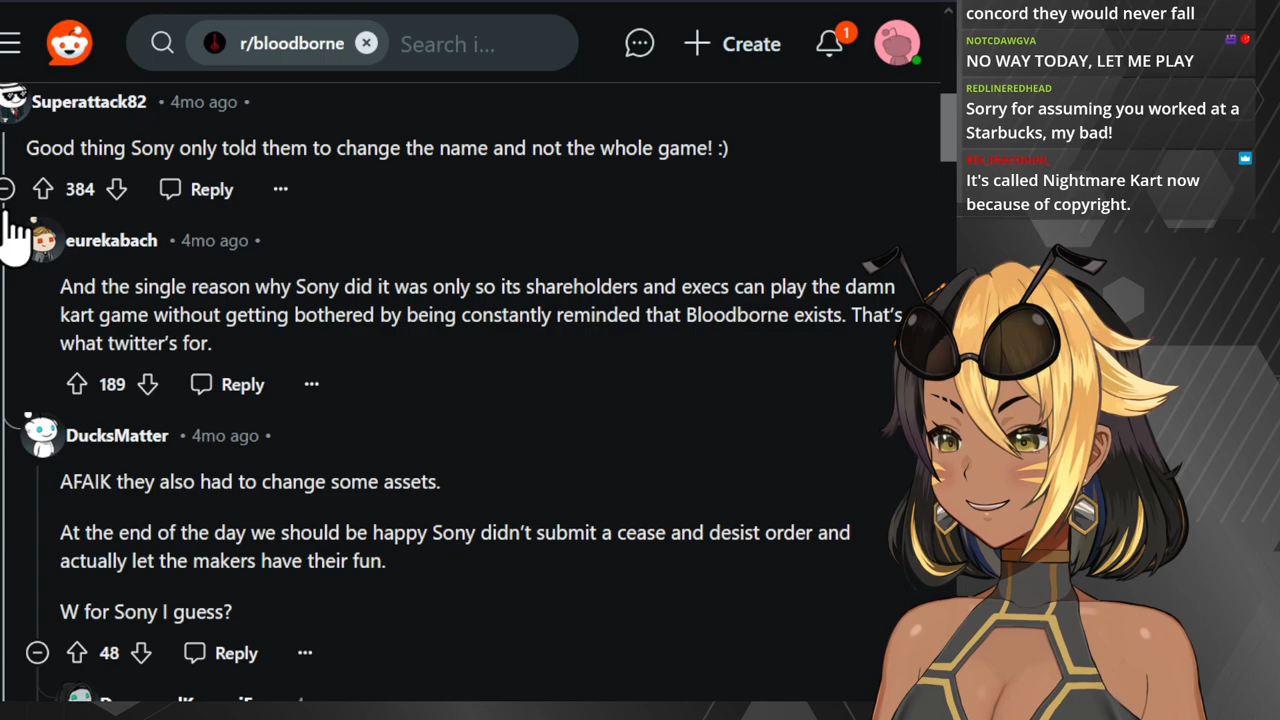 r/bloodborne
Search i...
Create
1
Superattack82 • 4mo ago •
Good thing Sony only told them to change the name and not the whole game! :)
384
Reply
eurekabach • 4mo ago •
And the single reason why Sony did it was only so its shareholders and execs can play the damn
kart game without getting bothered by being constantly reminded that Bloodborne exists. That's
what twitter's for.
189
Reply
DucksMatter • 4mo ago •
AFAIK they also had to change some assets.
At the end of the day we should be happy Sony didn't submit a cease and desist order and
actually let the makers have their fun.
W for Sony I guess?
48
Reply
concord they would never fall
NOTCDAWGVA
NO WAY TODAY, LET ME PLAY
REDLINEREDHEAD
Sorry for assuming you worked at a
Starbucks, my bad!
It's called Nightmare Kart now
because of copyright.